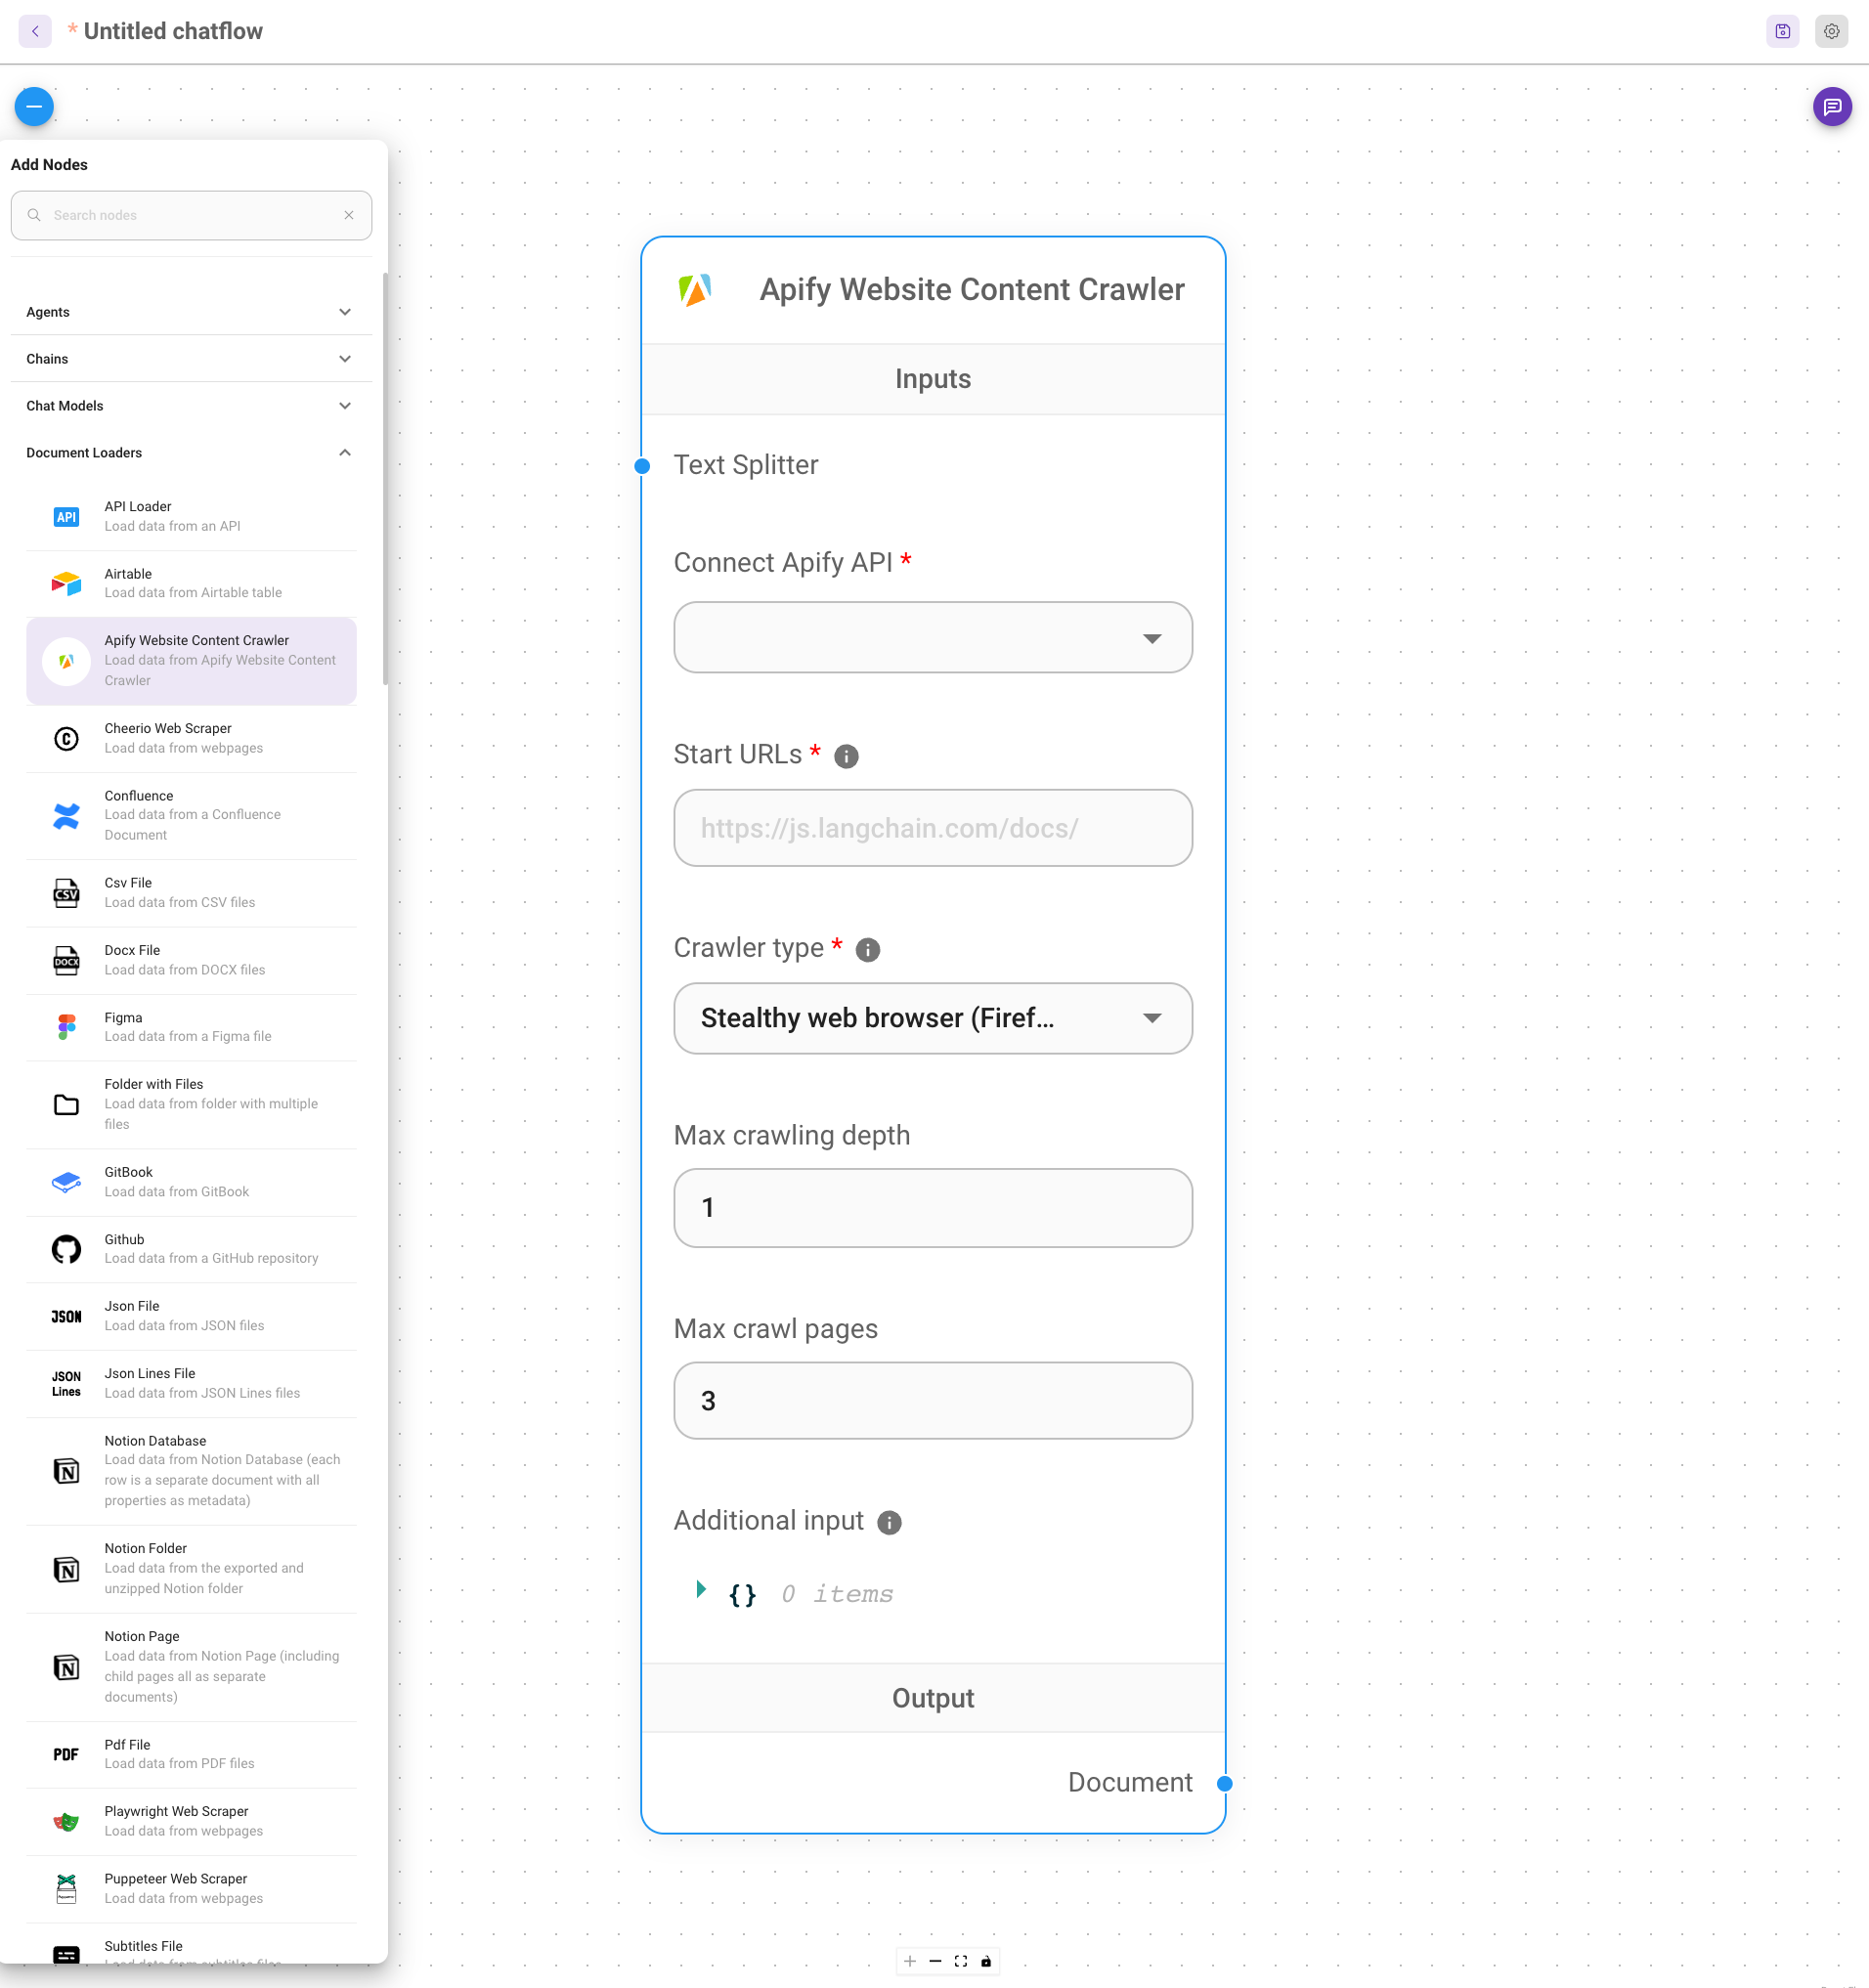 * Untitled chatflow
Add Nodes
Search nodes
Agents
Chains
Chat Models
Document Loaders
API
API Loader
Load data from an API
Airtable
Load data from Airtable table
Apify Website Content Crawler
Load data from Apify Website Content
Crawler
Cheerio Web Scraper
Load data from webpages
Confluence
Load data from a Confluence
Document
CSV
Csv File
Load data from CSV files
DOCX
Docx File
Load data from DOCX files
Figma
Load data from a Figma file
Folder with Files
Load data from folder with multiple
files
GitBook
Load data from GitBook
Github
Load data from a GitHub repository
JSON
Json File
Load data from JSON files
JSON
Lines
Json Lines File
Load data from JSON Lines files
Notion Database
Load data from Notion Database (each
row is a separate document with all
properties as metadata)
Notion Folder
Load data from the exported and
unzipped Notion folder
Notion Page
Load data from Notion Page (including
child pages all as separate
documents)
PDF
Pdf File
Load data from PDF files
Playwright Web Scraper
Load data from webpages
Puppeteer Web Scraper
Load data from webpages
Subtitles File
Load data from subtitles files
Apify Website Content Crawler
Inputs
Text Splitter
Connect Apify API *
Start URLs *
https://js.langchain.com/docs/
Crawler type *
Stealthy web browser (Firef...
Max crawling depth
1
Max crawl pages
3
Additional input
{} 0 items
Output
Document